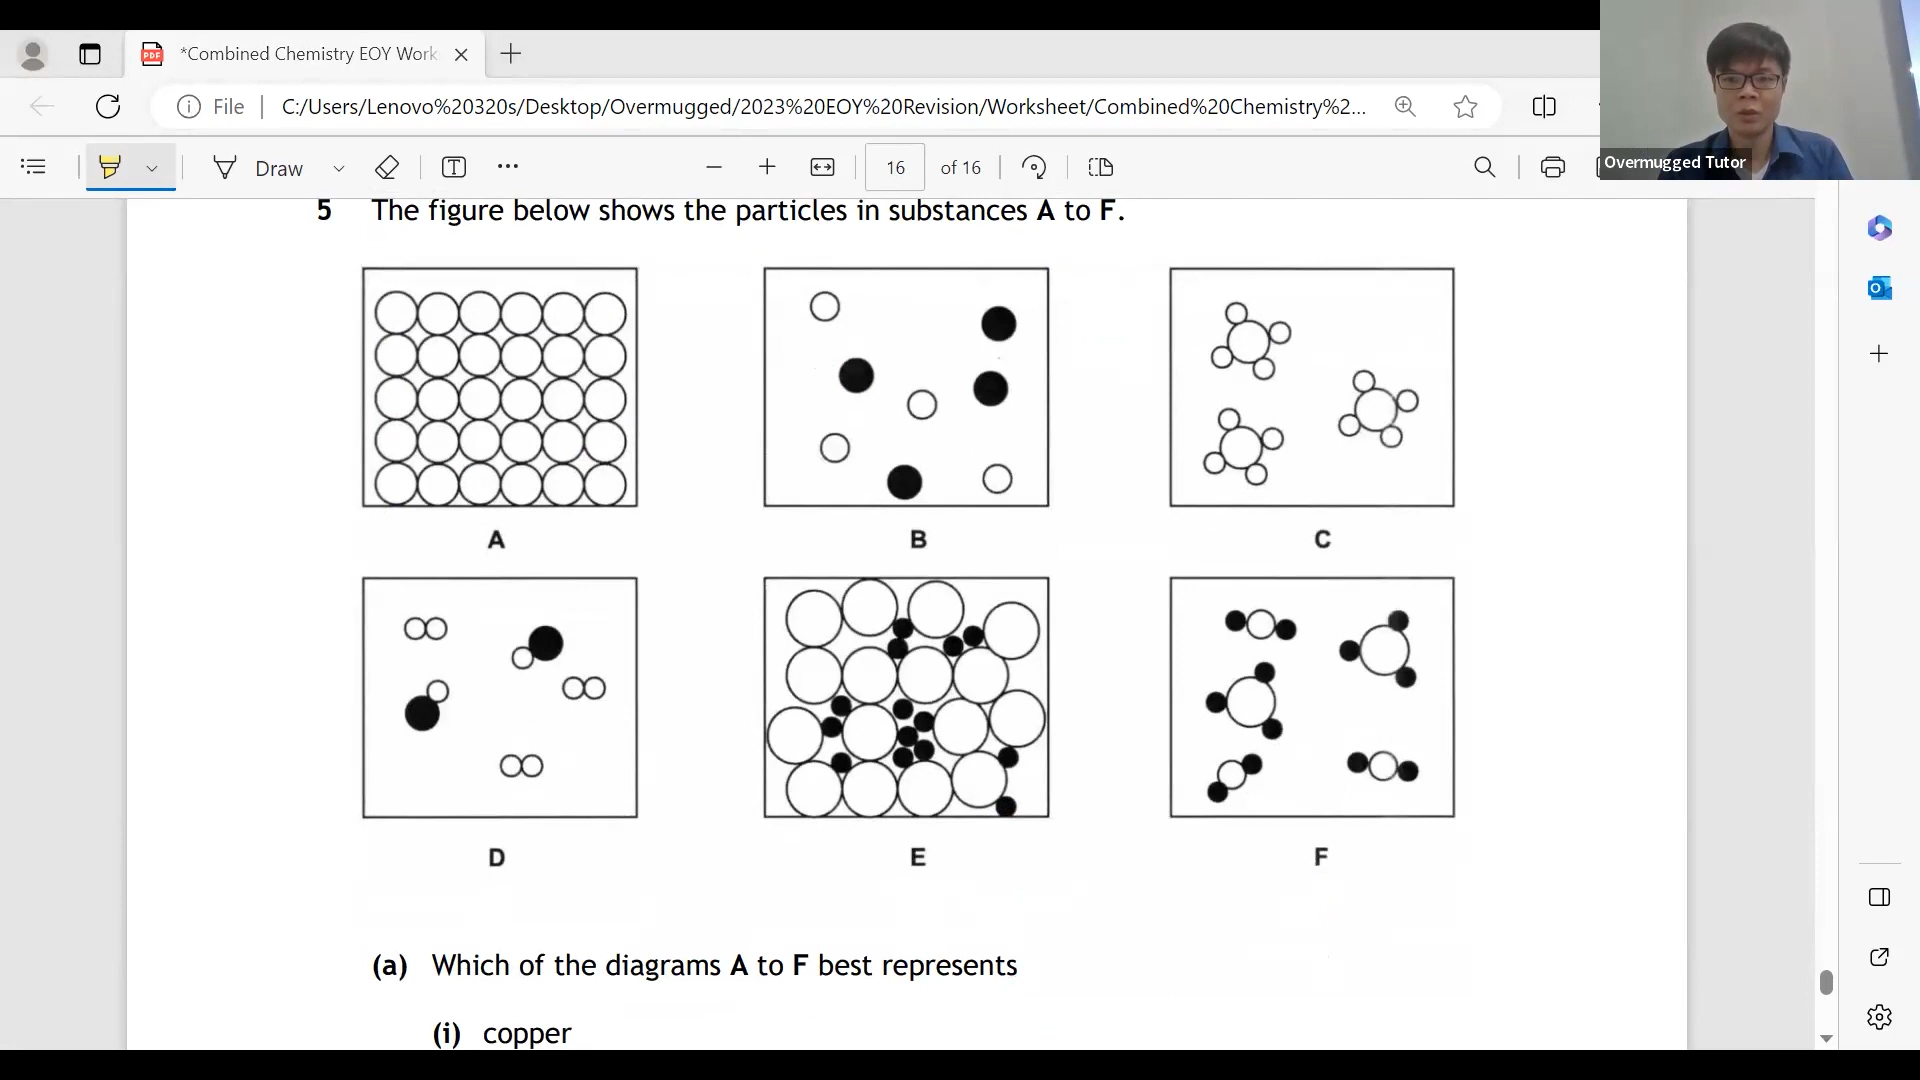 *Combined Chemistry EOY Work
File
C:/Users/Lenovo%20320s/Desktop/Overmugged/2023%20EOY%20Revision/Worksheet/Combined%20Chemistry%2...
Draw
16 of 16
Overmugged Tutor
5 The figure below shows the particles in substances A to F.
A B C
D E F
(a) Which of the diagrams A to F best represents
(i) copper